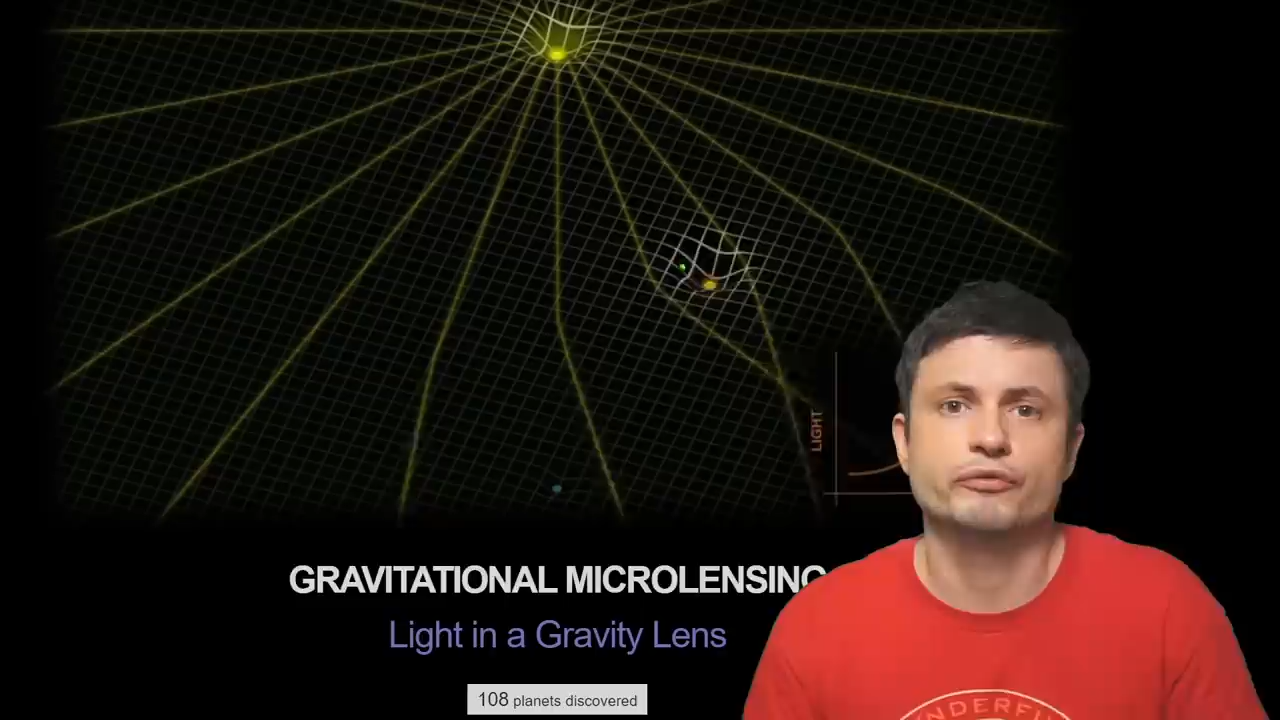 LIGHT
GRAVITATIONAL MICROLENSING
Light in a Gravity Lens
108 planets discovered